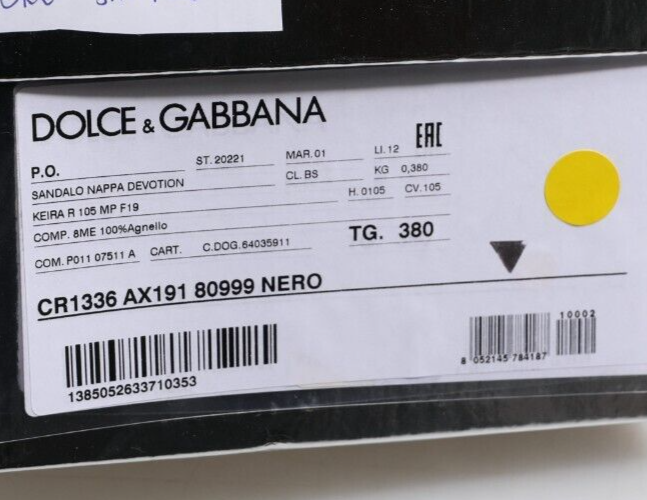 DOLCE & GABBANA
EAC
P.O. ST. 20221 MAR. 01 LI. 12
SANDALO NAPPA DEVOTION CL. BS KG 0,380
KEIRA R 105 MP F19 H. 0105 CV. 105
COMP. 8ME 100%Agnello
COM. P011 07511 A CART. C.DOG.64035911 TG. 380
CR1336 AX191 80999 NERO
1385052633710353
10002
8 052145 784187